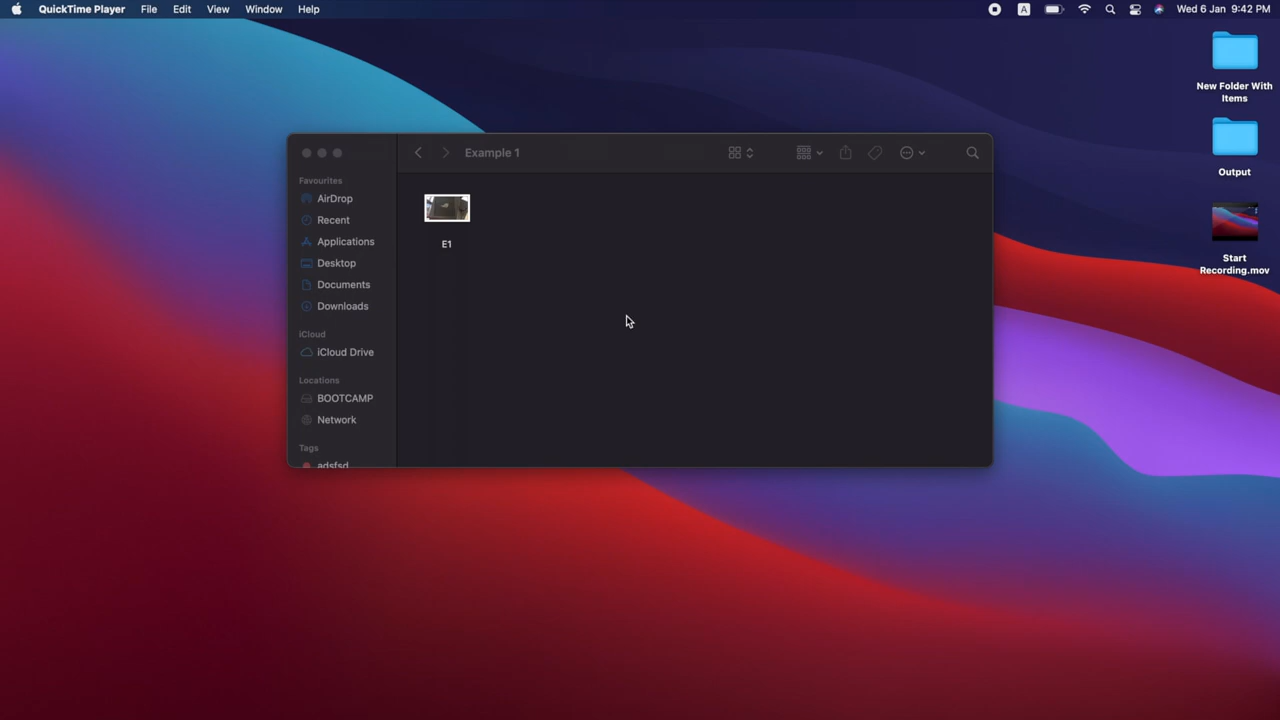 QuickTime Player File Edit View Window Help A Wed 6 Jan 9:42 PM
New Folder With
Items
Output
Start
Recording.mov
Example 1
Favourites
AirDrop
Recent
Applications
Desktop
Documents
Downloads
iCloud
iCloud Drive
Locations
BOOTCAMP
Network
Tags
adsfsd
E1